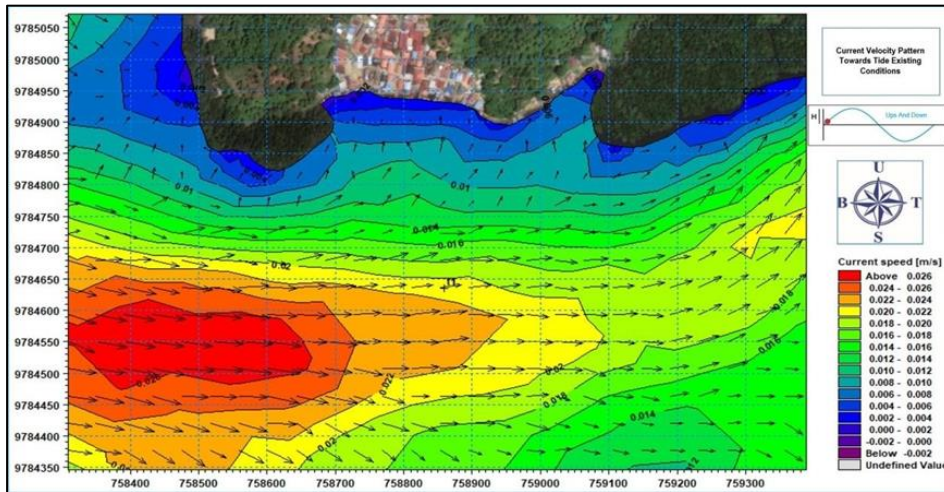 9785050
9785000
9784950
9784900
9784850
9784800
9784750
9784700
9784650
9784600
9784550
9784500
9784450
9784400
9784350
758400
758500
758600
758700
758800
758900
759000
759100
759200
759300
0.01
0.01
0.016
0.02
0.022
0.02
0.018
0.02
0.014
0.018
0.016
Current Velocity Pattern
Towards Tide Existing
Conditions
H
Ups And Down
U
B
T
S
Current speed [m/s]
Above 0.026
0.024 - 0.026
0.022 - 0.024
0.020 - 0.022
0.018 - 0.020
0.016 - 0.018
0.014 - 0.016
0.012 - 0.014
0.010 - 0.012
0.008 - 0.010
0.006 - 0.008
0.004 - 0.006
0.002 - 0.004
0.000 - 0.002
-0.002 - 0.000
Below -0.002
Undefined Value